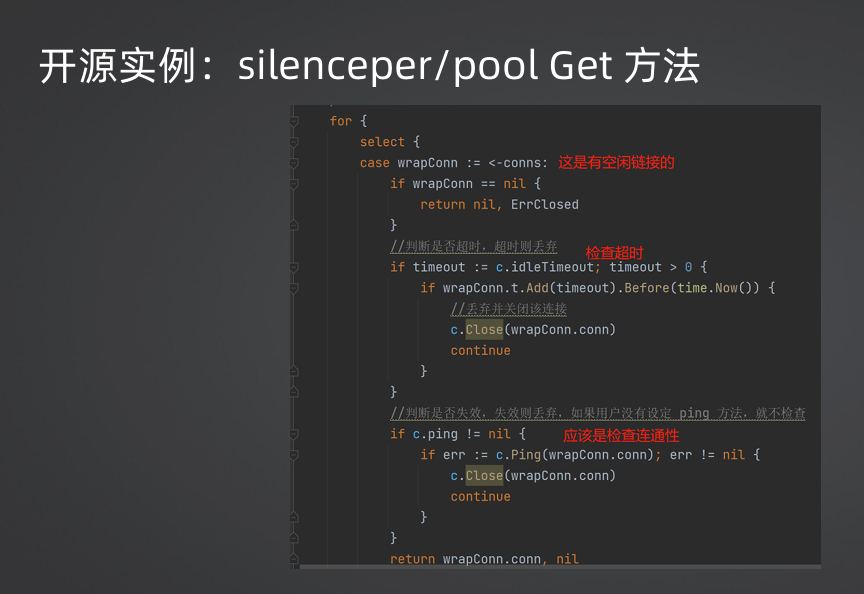 开源实例：silenceper/pool Get 方法
for {
select {
case wrapConn := <-conns: 这是有空闲链接的
if wrapConn == nil {
return nil, ErrClosed
}
//判断是否超时，超时则丢弃
检查超时
if timeout := c.idleTimeout; timeout > 0 {
if wrapConn.t.Add(timeout).Before(time.Now()) {
//丢弃并关闭该连接
c.Close(wrapConn.conn)
continue
}
}
//判断是否失效，失效则丢弃，如果用户没有设定 ping 方法，就不检查
if c.ping != nil { 应该是检查连通性
if err := c.Ping(wrapConn.conn); err != nil {
c.Close(wrapConn.conn)
continue
}
}
return wrapConn.conn, nil